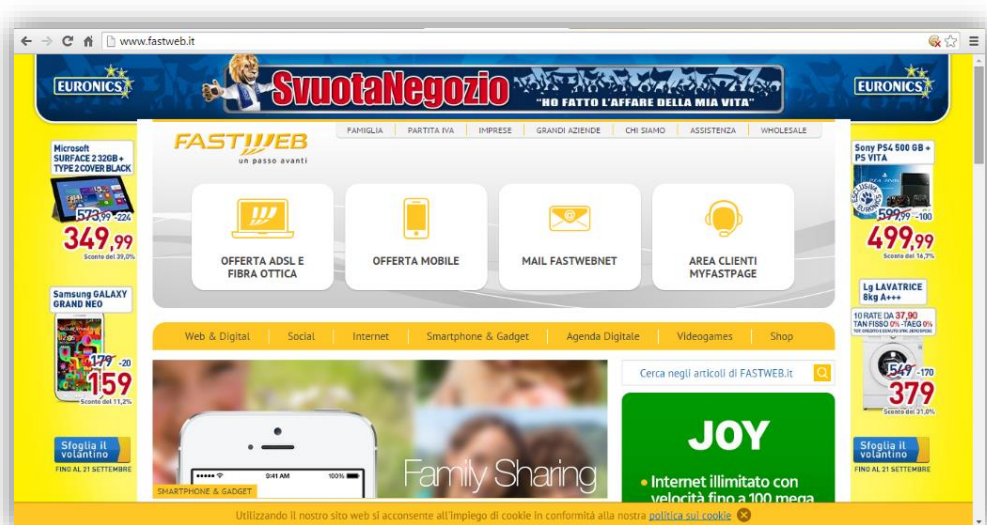 www.fastweb.it
EURONICS
SvuotaNegozio
"HO FATTO L'AFFARE DELLA MIA VITA"
EURONICS
FASTWEB
un passo avanti
FAMIGLIA PARTITA IVA IMPRESE GRANDI AZIENDE CHI SIAMO ASSISTENZA WHOLESALE
Microsoft
SURFACE 2 32GB +
TYPE 2 COVER BLACK
573,99 -224
349,99
Sconto del 39,0%
Samsung GALAXY
GRAND NEO
179 -20
159
Sconto del 11,2%
Sfoglia il
volantino
FINO AL 21 SETTEMBRE
OFFERTA ADSL E
FIBRA OTTICA
OFFERTA MOBILE
MAIL FASTWEBNET
AREA CLIENTI
MYFASTPAGE
Web & Digital Social Internet Smartphone & Gadget Agenda Digitale Videogames Shop
9:41 AM 100%
Family Sharing
SMARTPHONE & GADGET
Cerca negli articoli di FASTWEB.it
JOY
Internet illimitato con
velocità fino a 100 mega
Sony PS4 500 GB +
PS VITA
ESCLUSIVA
EURONICS
599,99 -100
499,99
Sconto del 16,7%
Lg LAVATRICE
8kg A+++
10 RATE DA 37,90
TAN FISSO 0% -TAEG 0%
549 -170
379
Sconto del 31,0%
Sfoglia il
volantino
FINO AL 21 SETTEMBRE
Utilizzando il nostro sito web si acconsente all'impiego di cookie in conformità alla nostra politica sui cookie